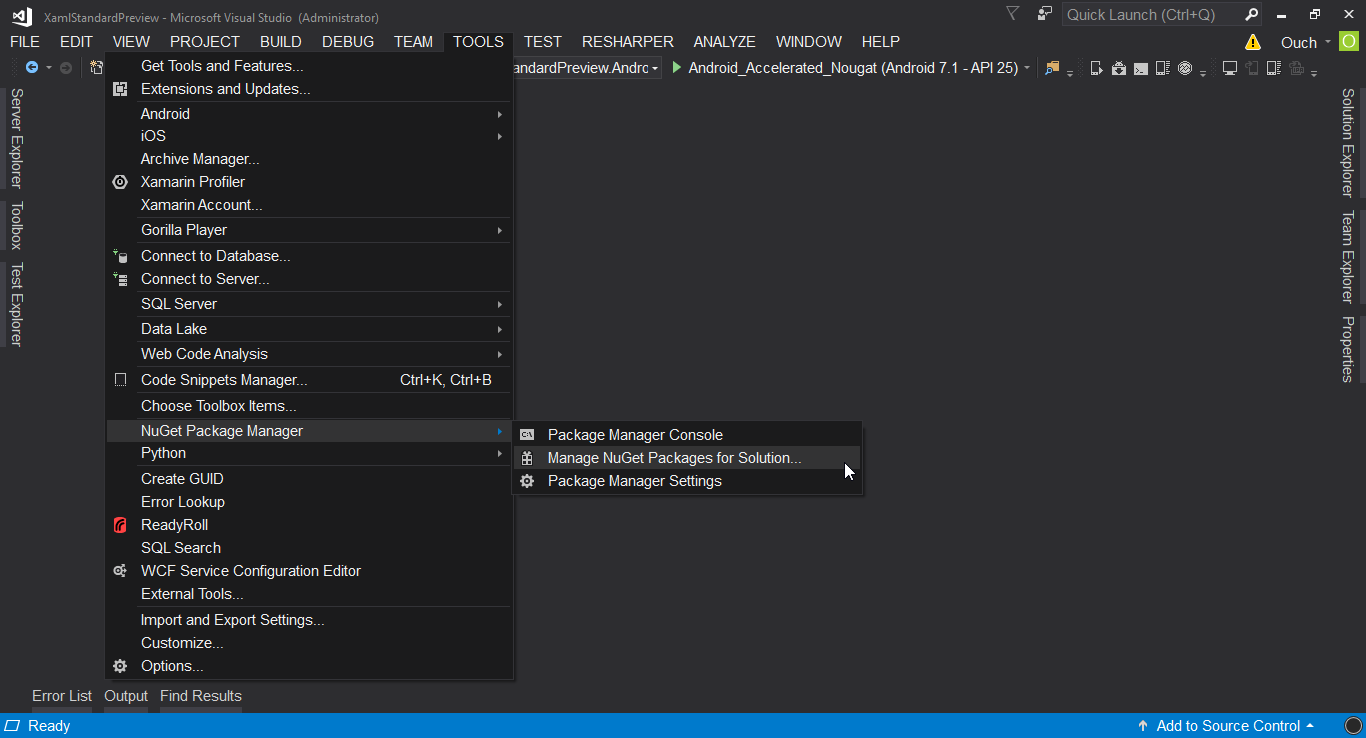 XamlStandardPreview - Microsoft Visual Studio (Administrator)
Quick Launch (Ctrl+Q)
FILE EDIT VIEW PROJECT BUILD DEBUG TEAM TOOLS TEST RESHARPER ANALYZE WINDOW HELP
Ouch O
andardPreview.Andrc
Android_Accelerated_Nougat (Android 7.1 - API 25)
Server Explorer
Toolbox
Test Explorer
Get Tools and Features...
Extensions and Updates...
Android
iOS
Archive Manager...
Xamarin Profiler
Xamarin Account...
Gorilla Player
Connect to Database...
Connect to Server...
SQL Server
Data Lake
Web Code Analysis
Code Snippets Manager... Ctrl+K, Ctrl+B
Choose Toolbox Items...
NuGet Package Manager
Python
Create GUID
Error Lookup
ReadyRoll
SQL Search
WCF Service Configuration Editor
External Tools...
Import and Export Settings...
Customize...
Options...
Package Manager Console
Manage NuGet Packages for Solution...
Package Manager Settings
Solution Explorer
Team Explorer
Properties
Error List Output Find Results
Ready
Add to Source Control